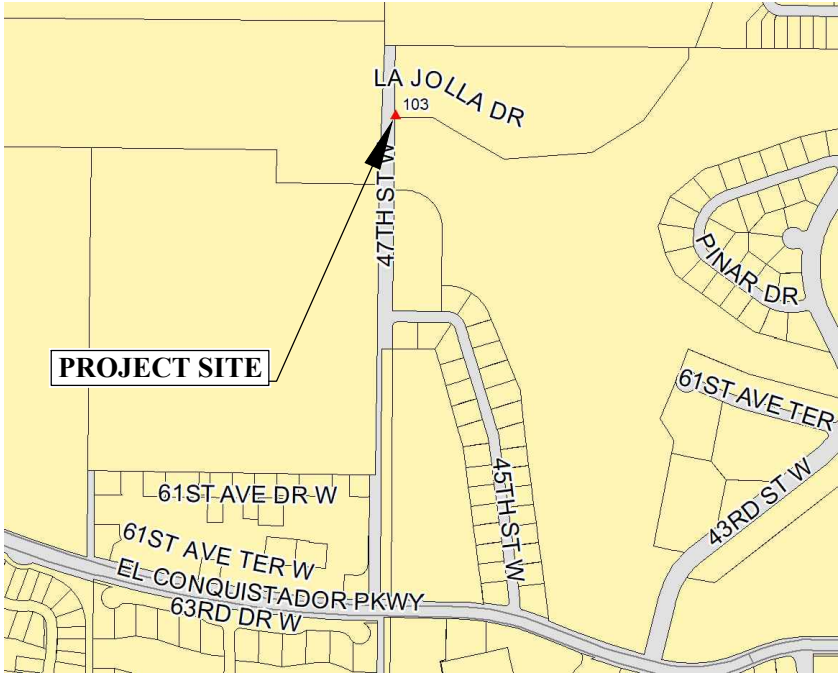 LA JOLLA DR
103
47TH ST W
PINAR DR
PROJECT SITE
61ST AVE TER
61ST AVE DR W
45TH ST W
43RD ST W
61ST AVE TER W
EL CONQUISTADOR PKWY
63RD DR W